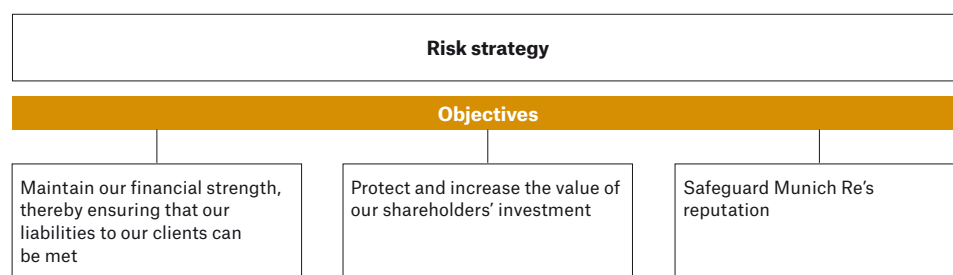 Risk strategy
Objectives
Maintain our financial strength,
thereby ensuring that our
liabilities to our clients can
be met
Protect and increase the value of
our shareholders’ investment
Safeguard Munich Re’s
reputation